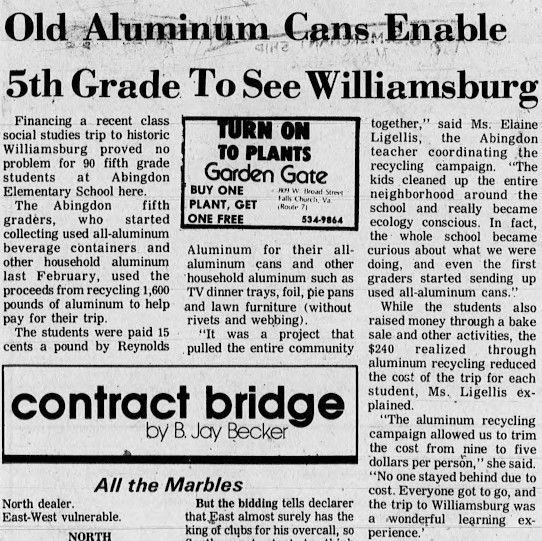 Old Aluminum Cans Enable
5th Grade To See Williamsburg
Financing a recent class
social studies trip to historic
Williamsburg proved no
problem for 90 fifth grade
students at Abingdon
Elementary School here.
The Abingdon fifth
graders, who started
collecting used all-aluminum
beverage containers and
other household aluminum
last February, used the
proceeds from recycling 1,600
pounds of aluminum to help
pay for their trip.
The students were paid 15
cents a pound by Reynolds
TURN ON
TO PLANTS
Garden Gate
BUY ONE
PLANT, GET
ONE FREE
809 W. Broad Street
Falls Church, Va.
(Route 7)
534-9864
Aluminum for their all-
aluminum cans and other
household aluminum such as
TV dinner trays, foil, pie pans
and lawn furniture (without
rivets and webbing).
"It was a project that
pulled the entire community
together," said Ms. Elaine
Ligellis, the Abingdon
teacher coordinating the
recycling campaign. "The
kids cleaned up the entire
neighborhood around the
school and really became
ecology conscious. In fact,
the whole school became
curious about what we were
doing, and even the first
graders started sending up
used all-aluminum cans."
While the students also
raised money through a bake
sale and other activities, the
$240 realized through
aluminum recycling reduced
the cost of the trip for each
student, Ms. Ligellis ex-
plained.
"The aluminum recycling
campaign allowed us to trim
the cost from nine to five
dollars per person," she said.
"No one stayed behind due to
cost. Everyone got to go, and
the trip to Williamsburg was
a wonderful learning ex-
perience.'
contract bridge
by B. Jay Becker
All the Marbles
North dealer.
East-West vulnerable.
NORTH
But the bidding tells declarer
that East almost surely has the
king of clubs for his overcall, so